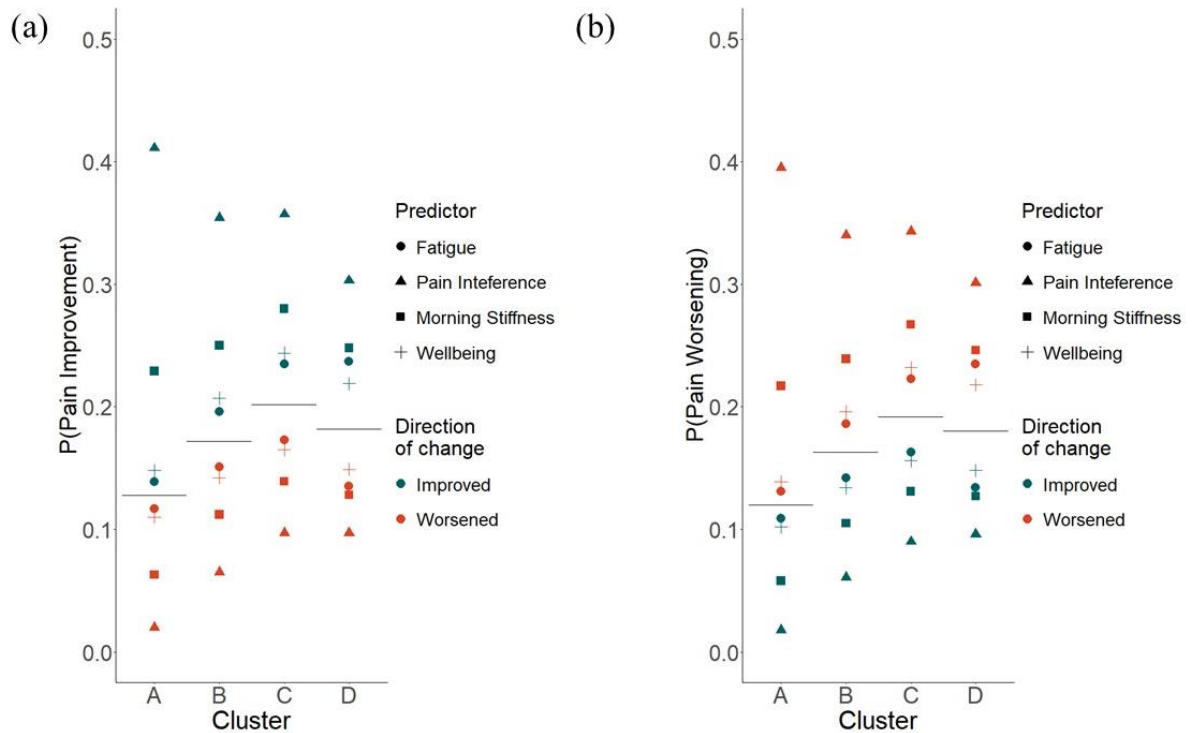 (a)
P(Pain Improvement)
0.5
0.4
0.3
0.2
0.1
0.0
A B C D
Cluster
Predictor
Fatigue
Pain Inteference
Morning Stiffness
Wellbeing
Direction
of change
Improved
Worsened
(b)
P(Pain Worsening)
0.5
0.4
0.3
0.2
0.1
0.0
A B C D
Cluster
Predictor
Fatigue
Pain Inteference
Morning Stiffness
Wellbeing
Direction
of change
Improved
Worsened